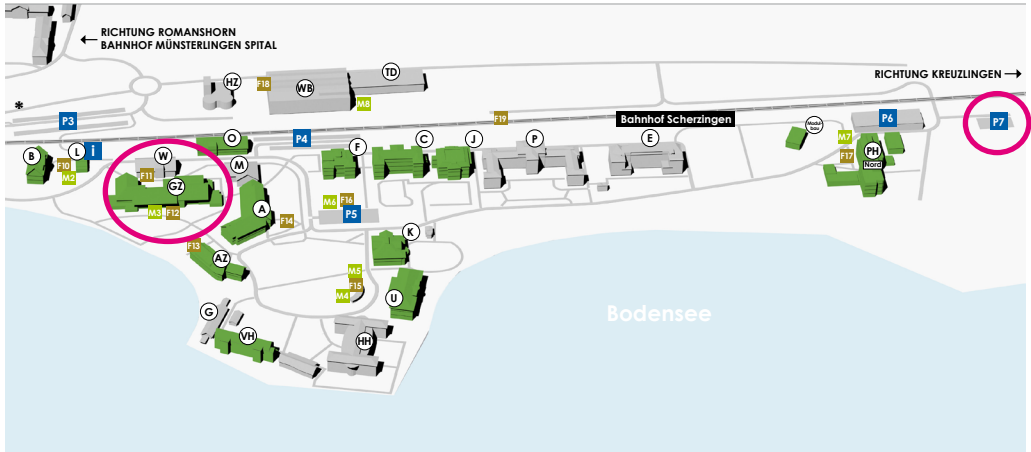 ← RICHTUNG ROMANSHORN
BAHNHOF MÜNSTERLINGEN SPITAL
RICHTUNG KREUZLINGEN →
TD
HZ
F18
WB
M8
*
P3
F19
Bahnhof Scherzingen
P6
P7
Modul-
bau
M7
O
P4
F
C
J
P
E
B
L
i
F10
M2
W
F11
M
GZ
M3
F12
A
F14
M6
F16
P5
F17
PH
Nord
K
F13
AZ
M5
F15
M4
U
G
VH
HH
Bodensee